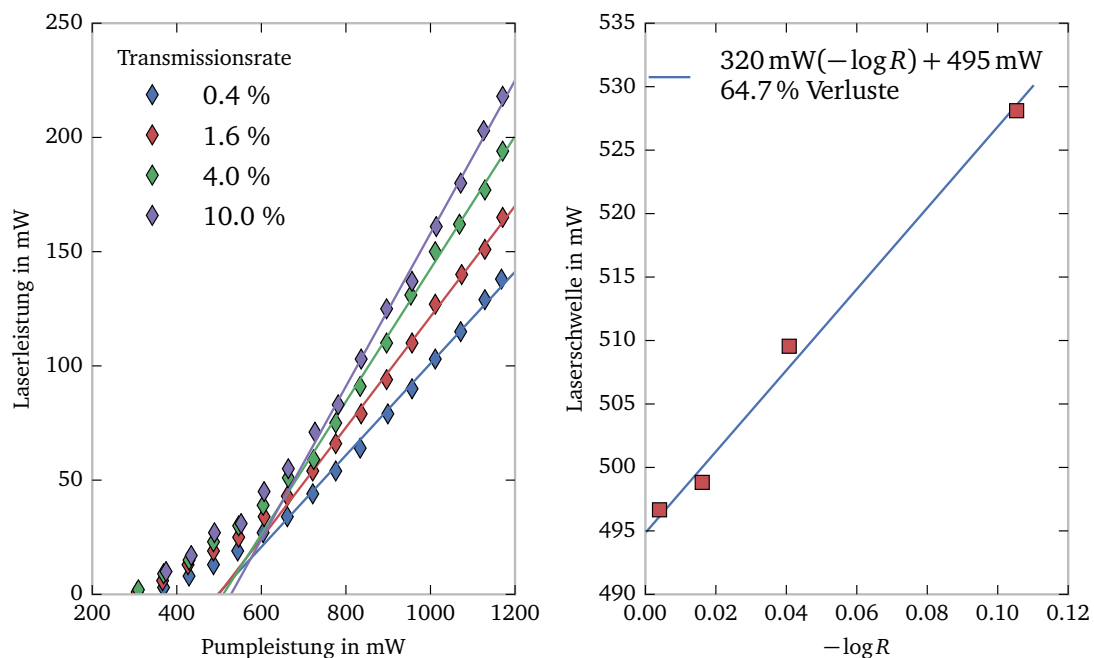 250
200
150
100
50
0
Laserleistung in mW
Transmissionsrate
0.4 %
1.6 %
4.0 %
10.0 %
200 400 600 800 1000 1200
Pumpleistung in mW
535
530
525
520
515
510
505
500
495
490
Laserschwelle in mW
320 mW(−log R) + 495 mW
64.7 % Verluste
0.00 0.02 0.04 0.06 0.08 0.10 0.12
−log R